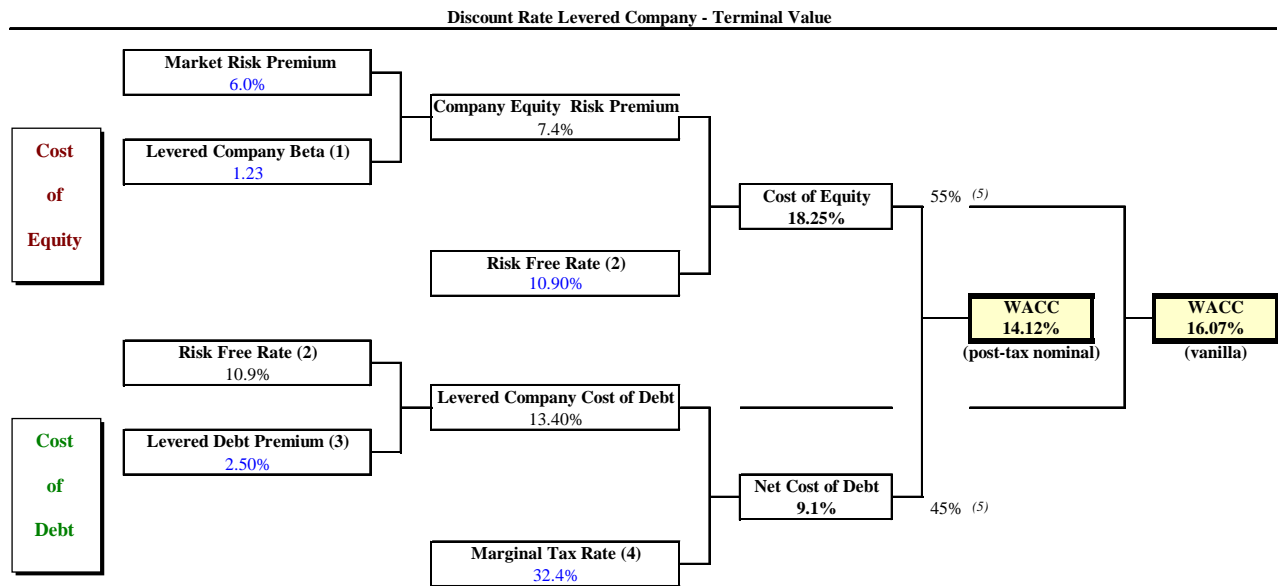 Discount Rate Levered Company - Terminal Value
Market Risk Premium
6.0%
Company Equity Risk Premium
7.4%
Cost
of
Equity
Levered Company Beta (1)
1.23
Cost of Equity
18.25%
55% (5)
Risk Free Rate (2)
10.90%
WACC
14.12%
(post-tax nominal)
WACC
16.07%
(vanilla)
Risk Free Rate (2)
10.9%
Levered Company Cost of Debt
13.40%
Cost
of
Debt
Levered Debt Premium (3)
2.50%
Net Cost of Debt
9.1%
45% (5)
Marginal Tax Rate (4)
32.4%